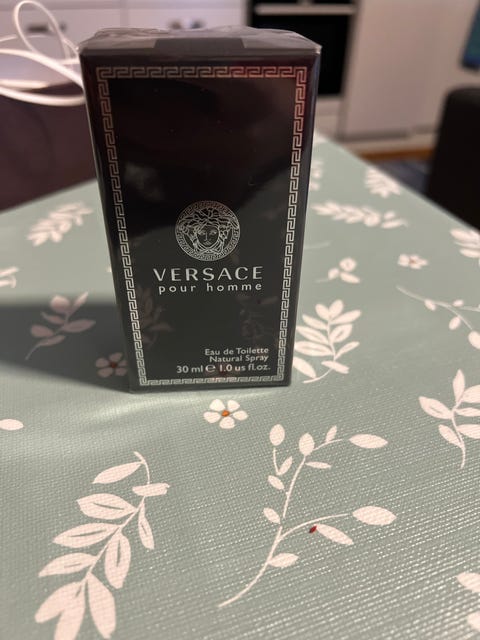 VERSACE
pour homme
Eau de Toilette
Natural Spray
30 ml ℮ 1.0 us fl.oz.